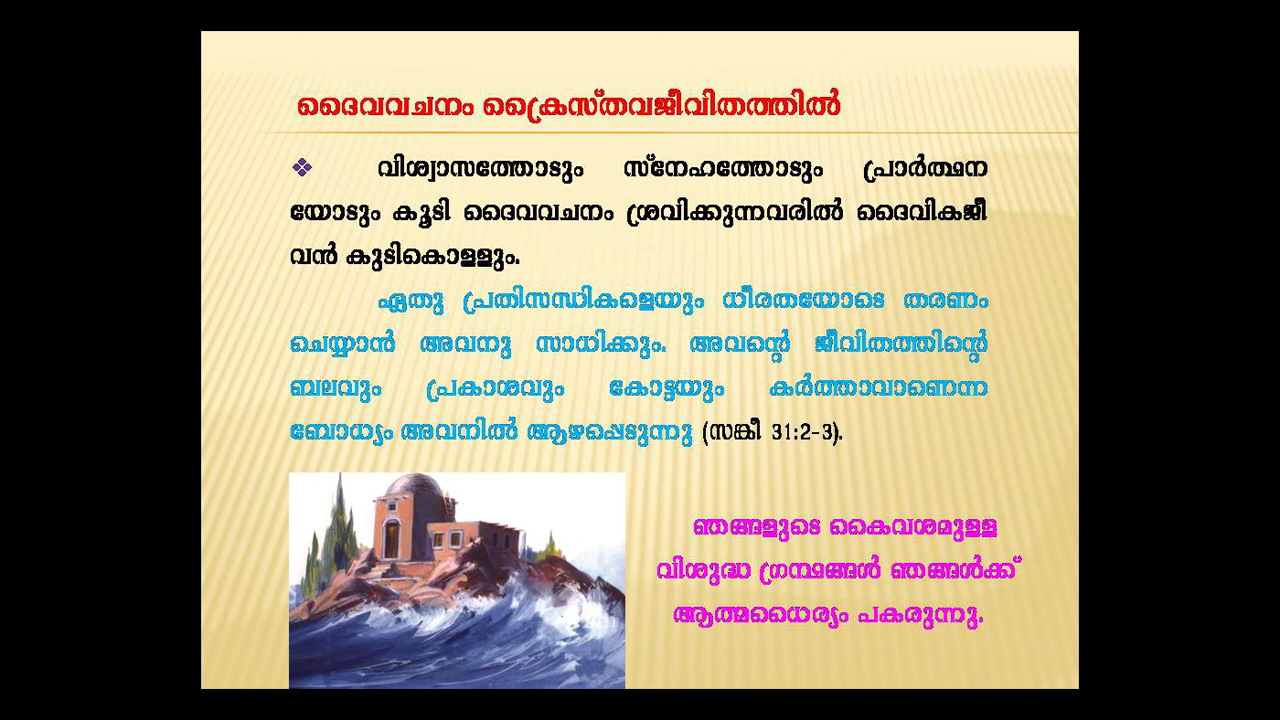 ദൈവവചനം ക്രൈസ്തവജീവിതത്തിൽ
വിശ്വാസത്തോടും സ്നേഹത്തോടും പ്രാർത്ഥന
യോടും കൂടി ദൈവവചനം ശ്രവിക്കുന്നവരിൽ ദൈവികജീ
വൻ കുടികൊള്ളും.
ഏതു പ്രതിസന്ധികളെയും ധീരതയോടെ തരണം
ചെയ്യാൻ അവനു സാധിക്കും. അവന്റെ ജീവിതത്തിന്റെ
ബലവും പ്രകാശവും കോട്ടയും കർത്താവാണെന്ന
ബോധ്യം അവനിൽ ആഴപ്പെടുന്നു (സങ്കീ 31:2-3).
ഞങ്ങളുടെ കൈവശമുള്ള
വിശുദ്ധ ഗ്രന്ഥങ്ങൾ ഞങ്ങൾക്ക്
ആത്മധൈര്യം പകരുന്നു.